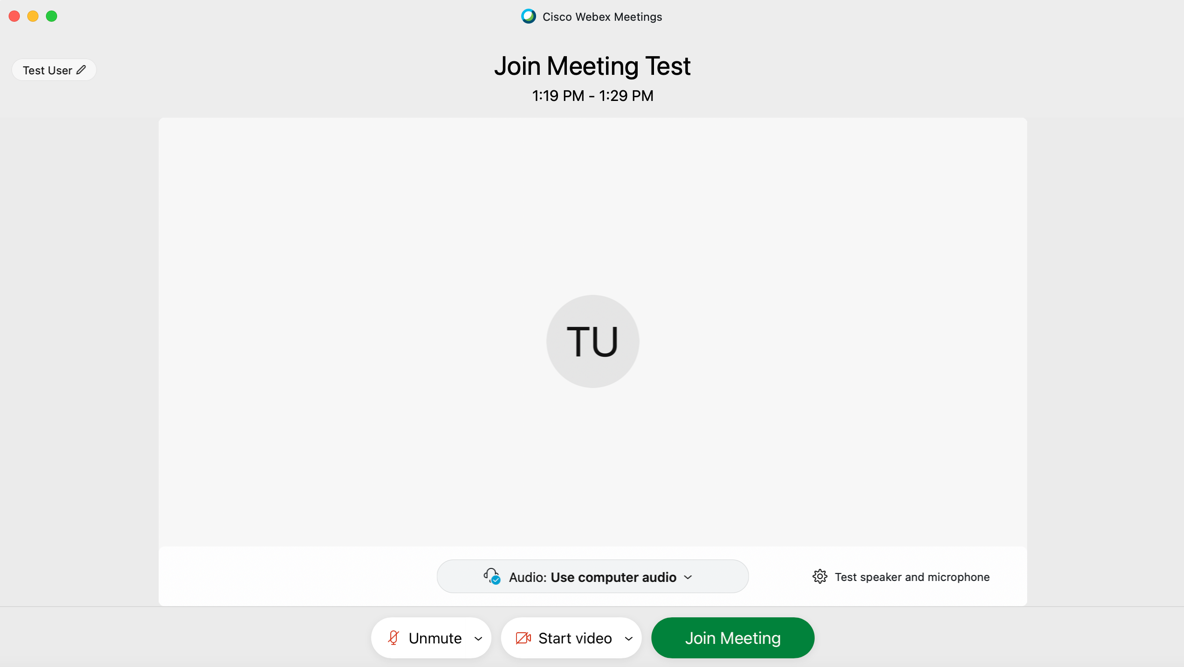 Cisco Webex Meetings
Test User
Join Meeting Test
1:19 PM - 1:29 PM
TU
Audio: Use computer audio
Test speaker and microphone
Unmute
Start video
Join Meeting